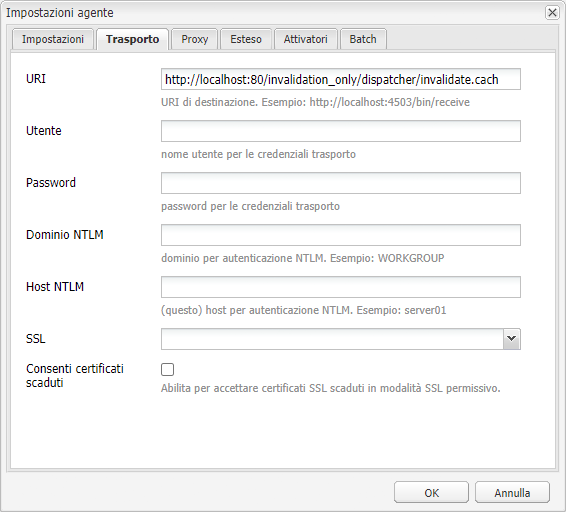 Impostazioni agente
Impostazioni Trasporto Proxy Esteso Attivatori Batch
URI http://localhost:80/invalidation_only/dispatcher/invalidate.cach
URI di destinazione. Esempio: http://localhost:4503/bin/receive
Utente
nome utente per le credenziali trasporto
Password
password per le credenziali trasporto
Dominio NTLM
dominio per autenticazione NTLM. Esempio: WORKGROUP
Host NTLM
(questo) host per autenticazione NTLM. Esempio: server01
SSL
Consenti certificati
scaduti
Abilita per accettare certificati SSL scaduti in modalità SSL permissivo.
OK Annulla